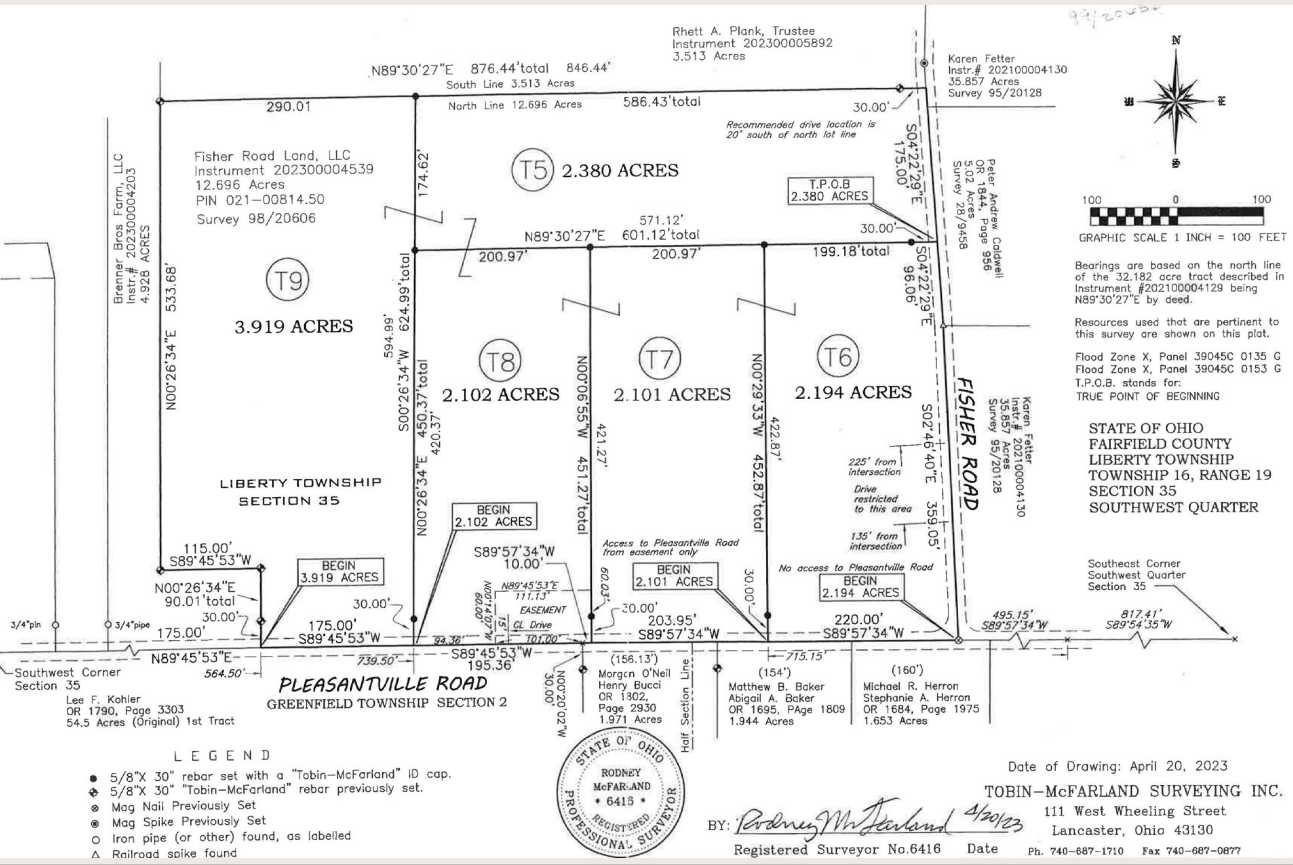 99/20452
Rhett A. Plank, Trustee
Instrument 202300005892
3.513 Acres
N89°30'27"E 876.44'total 846.44'
South Line 3.513 Acres
North Line 12.696 Acres
290.01
586.43'total
30.00'
Recommended drive location is
20' south of north lot line
Karen Fetter
Instr.# 202100004130
35.857 Acres
Survey 95/20128
N
W
E
S
Brenner Bros Farm, LLC
Instr.# 202300004203
4.928 ACRES
Fisher Road Land, LLC
Instrument 202300004539
12.696 Acres
PIN 021-00814.50
Survey 98/20606
174.62'
T5 2.380 ACRES
T.P.O.B
2.380 ACRES
S04°22'29"E
175.00'
Peter Andrew Caldwell
OR 1844, Page 956
5.02 Acres
Survey 28/9458
100 0 100
GRAPHIC SCALE 1 INCH = 100 FEET
571.12'
N89°30'27"E 601.12'total
30.00'
200.97'
200.97'
199.18'total
S04°22'29"E
96.06'
Bearings are based on the north line
of the 32.182 acre tract described in
Instrument #202100004129 being
N89°30'27"E by deed.
Resources used that are pertinent to
this survey are shown on this plat.
Flood Zone X, Panel 39045C 0135 G
Flood Zone X, Panel 39045C 0153 G
T.P.O.B. stands for:
TRUE POINT OF BEGINNING
STATE OF OHIO
FAIRFIELD COUNTY
LIBERTY TOWNSHIP
TOWNSHIP 16, RANGE 19
SECTION 35
SOUTHWEST QUARTER
N00°26'34"E 533.68'
T9
3.919 ACRES
594.99'
S00°26'34"W 624.99'total
N00°26'34"E 450.37'total
420.37'
T8
2.102 ACRES
N00°06'55"W 451.27'total
421.27'
T7
2.101 ACRES
N00°29'33"W 452.87'total
422.87'
T6
2.194 ACRES
FISHER ROAD
S02°46'40"E 359.05'
Karen Fetter
Instr.# 202100004130
35.857 Acres
Survey 95/20128
225' from
intersection
Drive
restricted
to this area
135' from
intersection
LIBERTY TOWNSHIP
SECTION 35
BEGIN
2.102 ACRES
115.00'
S89°45'53"W
BEGIN
3.919 ACRES
S89°57'34"W
10.00'
Access to Pleasantville Road
from easement only
BEGIN
2.101 ACRES
No access to Pleasantville Road
BEGIN
2.194 ACRES
Southeast Corner
Southwest Quarter
Section 35
N00°26'34"E
90.01'total
30.00'
N89°45'53"E
111.13'
N00°14'07"W
60.00'
EASEMENT
15'
CL Drive
60.03'
30.00'
3/4"pin
3/4"pipe
175.00'
30.00'
175.00'
S89°45'53"W
94.36'
101.00'
30.00'
203.95'
S89°57'34"W
220.00'
S89°57'34"W
495.15'
S89°57'34"W
817.41'
S89°54'35"W
N89°45'53"E
564.50'
739.50'
S89°45'53"W
195.36'
715.15'
Southwest Corner
Section 35
Lee F. Kohler
OR 1790, Page 3303
54.5 Acres (Original) 1st Tract
PLEASANTVILLE ROAD
GREENFIELD TOWNSHIP SECTION 2
N00°20'02"W
30.00'
(156.13')
Morgan O'Neil
Henry Bucci
OR 1802,
Page 2930
1.971 Acres
Half Section Line
(154')
Matthew B. Baker
Abigail A. Baker
OR 1695, PAge 1809
1.944 Acres
(160')
Michael R. Herron
Stephanie A. Herron
OR 1684, Page 1975
1.653 Acres
LEGEND
5/8"X 30" rebar set with a "Tobin-McFarland" ID cap.
5/8"X 30" "Tobin-McFarland" rebar previously set.
Mag Nail Previously Set
Mag Spike Previously Set
Iron pipe (or other) found, as labelled
Railroad spike found
STATE OF OHIO
RODNEY
McFARLAND
* 6416 *
REGISTERED
PROFESSIONAL SURVEYOR
BY: Rodney McFarland 4/20/23
Registered Surveyor No.6416 Date
Date of Drawing: April 20, 2023
TOBIN-McFARLAND SURVEYING INC.
111 West Wheeling Street
Lancaster, Ohio 43130
Ph. 740-687-1710 Fax 740-687-0877